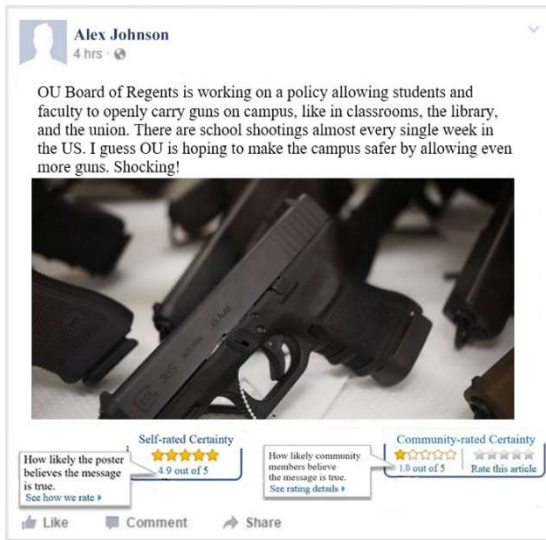 Alex Johnson
4 hrs
OU Board of Regents is working on a policy allowing students and
faculty to openly carry guns on campus, like in classrooms, the library,
and the union. There are school shootings almost every single week in
the US. I guess OU is hoping to make the campus safer by allowing even
more guns. Shocking!
30S
AUSTRIA
.45 Auto
Self-rated Certainty
4.9 out of 5
How likely the poster
believes the message
is true.
See how we rate
Community-rated Certainty
1.0 out of 5
Rate this article
How likely community
members believe
the message is true.
See rating details
Like
Comment
Share